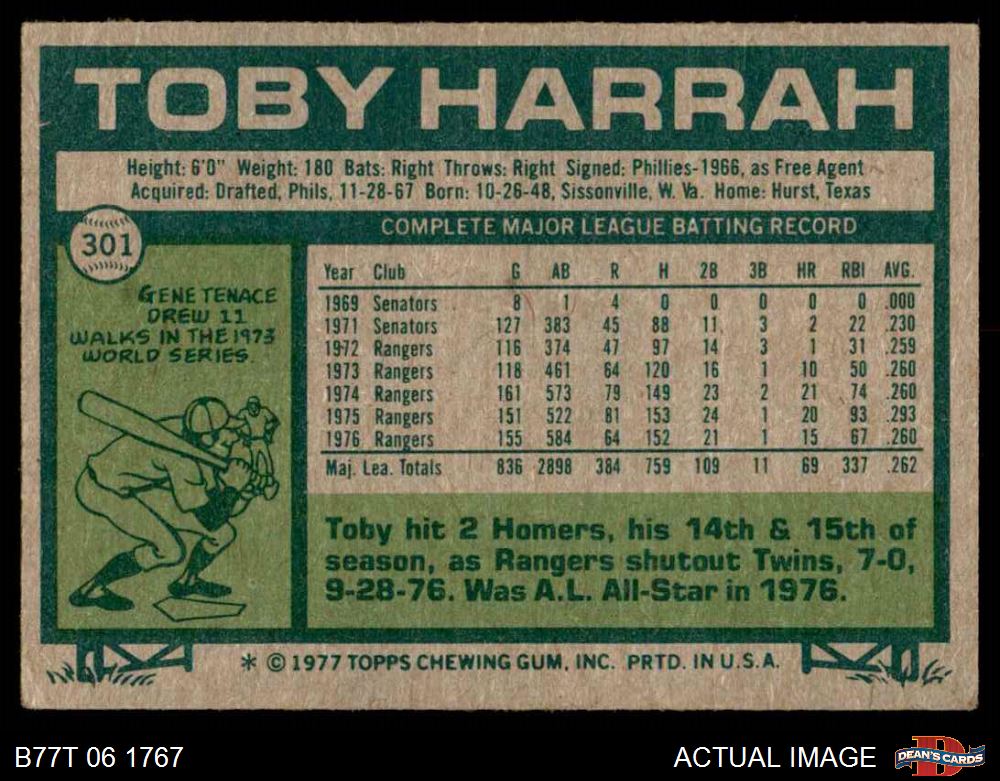 TOBY HARRAH
Height: 6'0" Weight: 180 Bats: Right Throws: Right Signed: Phillies-1966, as Free Agent
Acquired: Drafted, Phils, 11-28-67 Born: 10-26-48, Sissonville, W. Va. Home: Hurst, Texas
301
COMPLETE MAJOR LEAGUE BATTING RECORD
GENE TENACE
DREW 11
WALKS IN THE 1973
WORLD SERIES.
Year Club G AB R H 2B 3B HR RBI AVG.
1969 Senators 8 1 4 0 0 0 0 0 .000
1971 Senators 127 383 45 88 11 3 2 22 .230
1972 Rangers 116 374 47 97 14 3 1 31 .259
1973 Rangers 118 461 64 120 16 1 10 50 .260
1974 Rangers 161 573 79 149 23 2 21 74 .260
1975 Rangers 151 522 81 153 24 1 20 93 .293
1976 Rangers 155 584 64 152 21 1 15 67 .260
Maj. Lea. Totals 836 2898 384 759 109 11 69 337 .262
Toby hit 2 Homers, his 14th & 15th of
season, as Rangers shutout Twins, 7-0,
9-28-76. Was A.L. All-Star in 1976.
* © 1977 TOPPS CHEWING GUM, INC. PRTD. IN U.S.A.
B77T 06 1767
ACTUAL IMAGE
D
DEAN'S CARDS